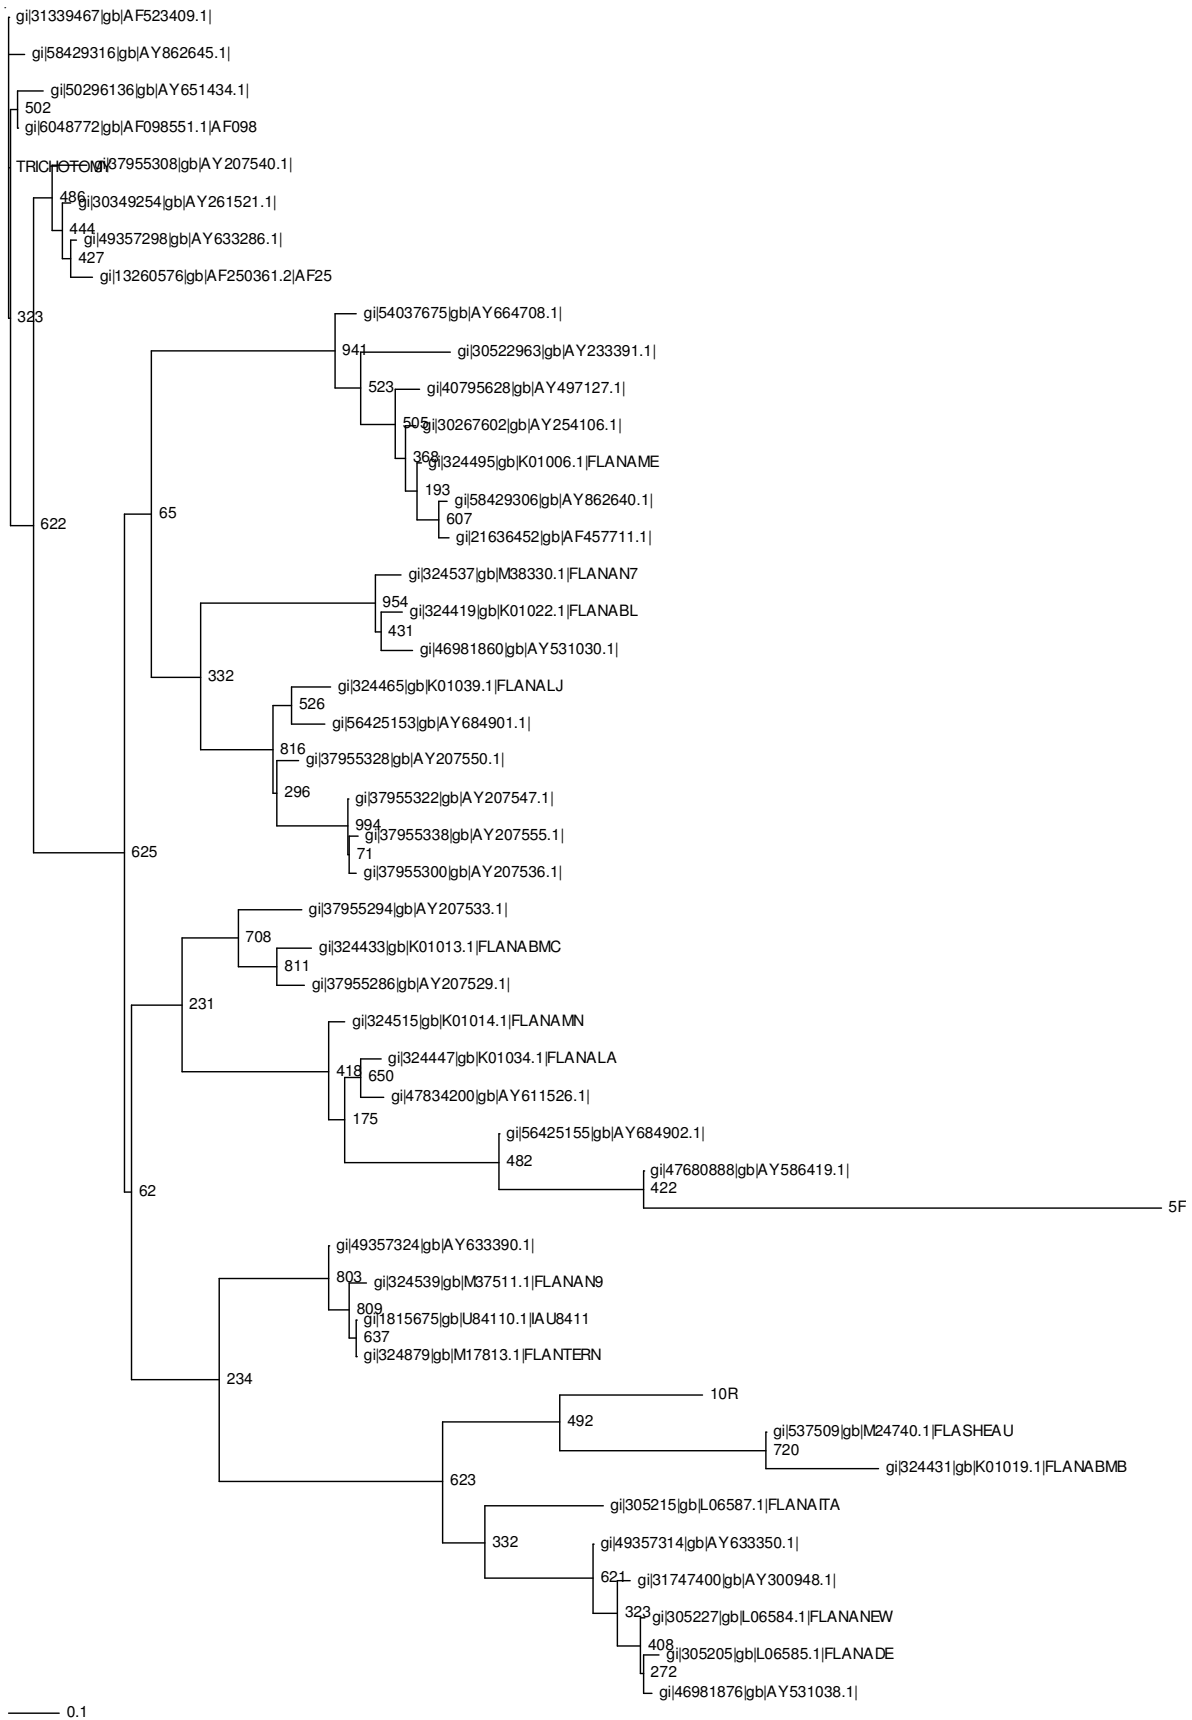 gi|31339467|gb|AF523409.1|
gi|58429316|gb|AY862645.1|
gi|50296136|gb|AY651434.1|
502
gi|6048772|gb|AF098551.1|AF098
TRICHOTOMY
gi|37955308|gb|AY207540.1|
486
gi|30349254|gb|AY261521.1|
444
gi|49357298|gb|AY633286.1|
427
gi|13260576|gb|AF250361.2|AF25
gi|54037675|gb|AY664708.1|
323
941
gi|30522963|gb|AY233391.1|
523
gi|40795628|gb|AY497127.1|
505
gi|30267602|gb|AY254106.1|
368
gi|324495|gb|K01006.1|FLANAME
193
gi|58429306|gb|AY862640.1|
65
607
622
gi|21636452|gb|AF457711.1|
gi|324537|gb|M38330.1|FLANAN7
954
gi|324419|gb|K01022.1|FLANABL
431
gi|46981860|gb|AY531030.1|
332
gi|324465|gb|K01039.1|FLANALJ
526
gi|56425153|gb|AY684901.1|
816
gi|37955328|gb|AY207550.1|
296
gi|37955322|gb|AY207547.1|
994
gi|37955338|gb|AY207555.1|
625
71
gi|37955300|gb|AY207536.1|
gi|37955294|gb|AY207533.1|
708
gi|324433|gb|K01013.1|FLANABMC
811
gi|37955286|gb|AY207529.1|
231
gi|324515|gb|K01014.1|FLANAMN
gi|324447|gb|K01034.1|FLANALA
418
650
gi|47834200|gb|AY611526.1|
175
gi|56425155|gb|AY684902.1|
482
gi|47680888|gb|AY586419.1|
422
62
5F
gi|49357324|gb|AY633390.1|
803
gi|324539|gb|M37511.1|FLANAN9
809
gi|1815675|gb|U84110.1|IAU8411
637
gi|324879|gb|M17813.1|FLANTERN
234
10R
492
gi|537509|gb|M24740.1|FLASHEAU
720
gi|324431|gb|K01019.1|FLANABMB
623
gi|305215|gb|L06587.1|FLANAITA
332
gi|49357314|gb|AY633350.1|
621
gi|31747400|gb|AY300948.1|
323
gi|305227|gb|L06584.1|FLANANEW
408
gi|305205|gb|L06585.1|FLANADE
272
gi|46981876|gb|AY531038.1|
0.1